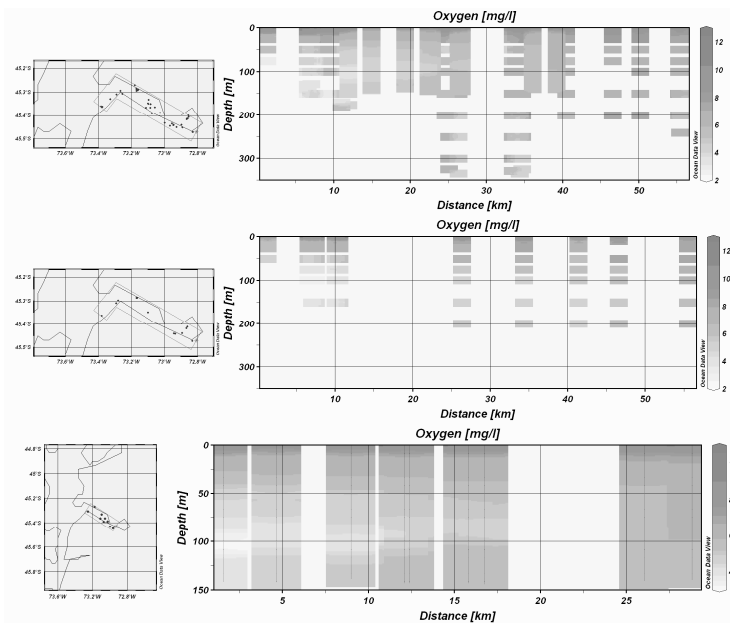 Oxygen [mg/l]
0
100
200
300
Depth [m]
10
20
30
40
50
Distance [km]
12
10
8
6
4
2
Ocean Data View
45.2°S
45.3°S
45.4°S
45.5°S
73.6°W
73.4°W
73.2°W
73°W
72.8°W
Ocean Data View
Oxygen [mg/l]
0
100
200
300
Depth [m]
10
20
30
40
50
Distance [km]
12
10
8
6
4
2
Ocean Data View
45.2°S
45.3°S
45.4°S
45.5°S
73.6°W
73.4°W
73.2°W
73°W
72.8°W
Ocean Data View
Oxygen [mg/l]
0
50
100
150
Depth [m]
5
10
15
20
25
Distance [km]
Ocean Data View
44.8°S
45°S
45.2°S
45.4°S
45.6°S
45.8°S
73.6°W
73.2°W
72.8°W
Ocean Data View